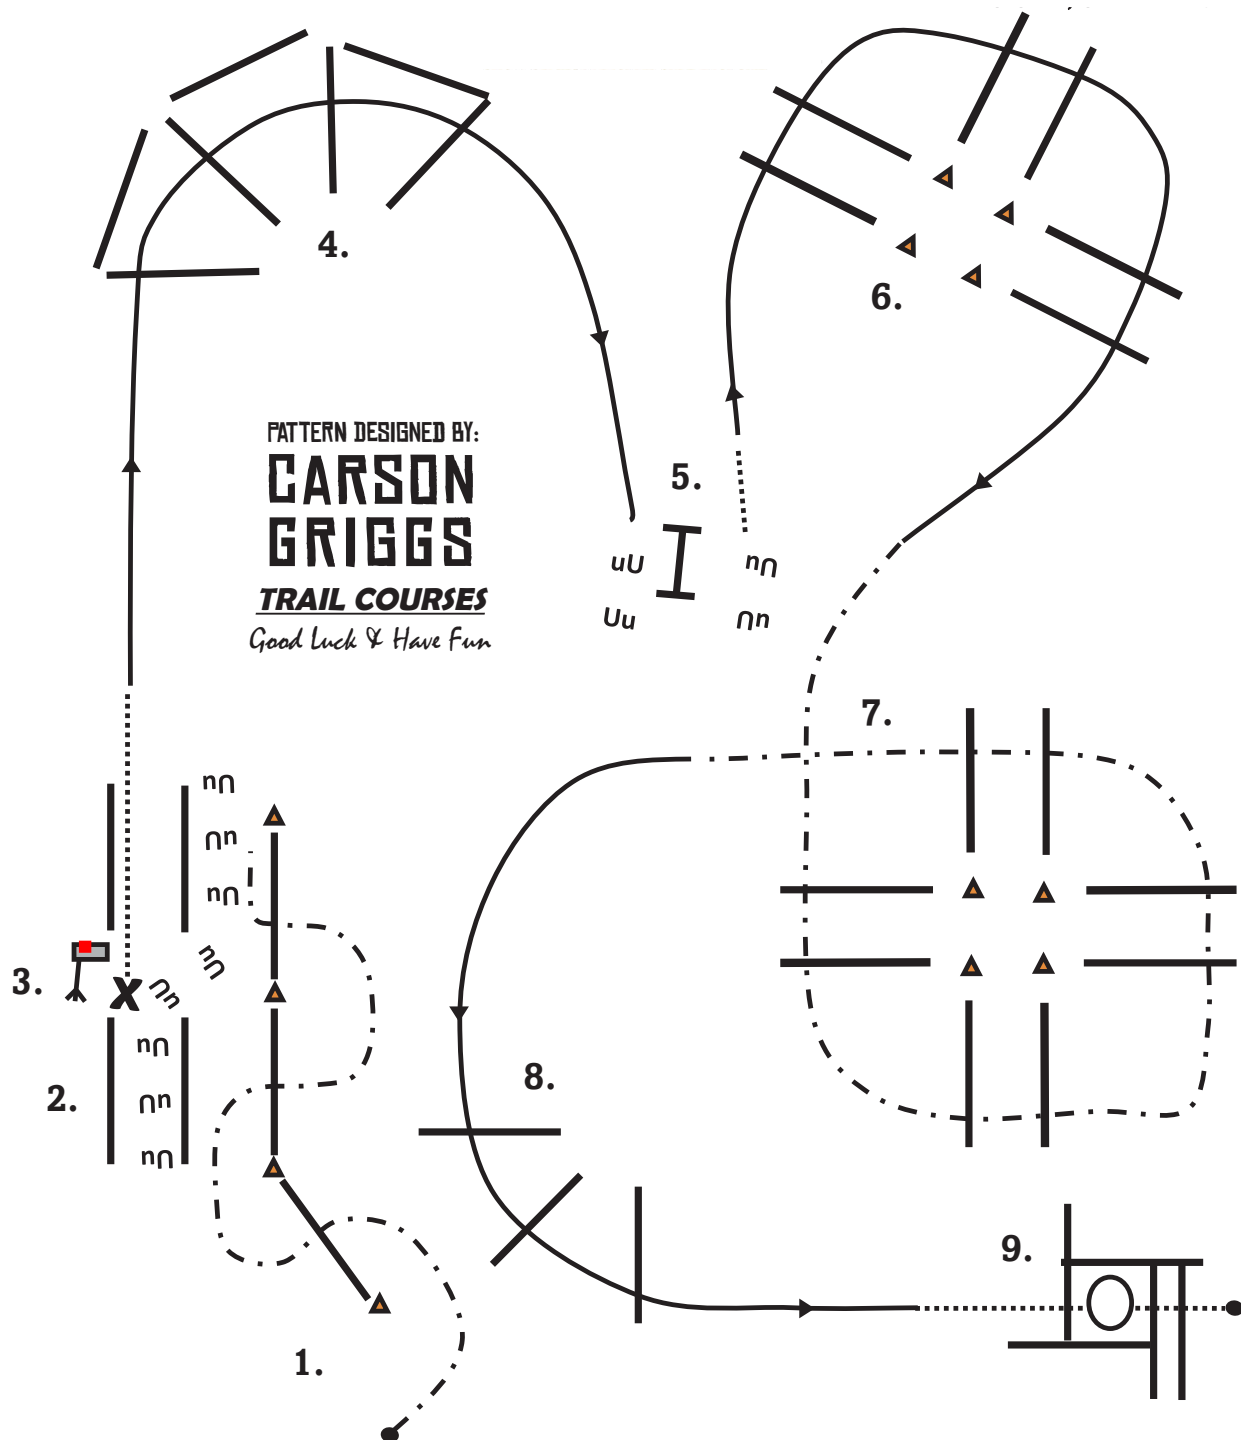 4.
6.
PATTERN DESIGNED BY:
CARSON
GRIGGS
TRAIL COURSES
Good Luck & Have Fun
5.
7.
3.
X
2.
8.
9.
1.